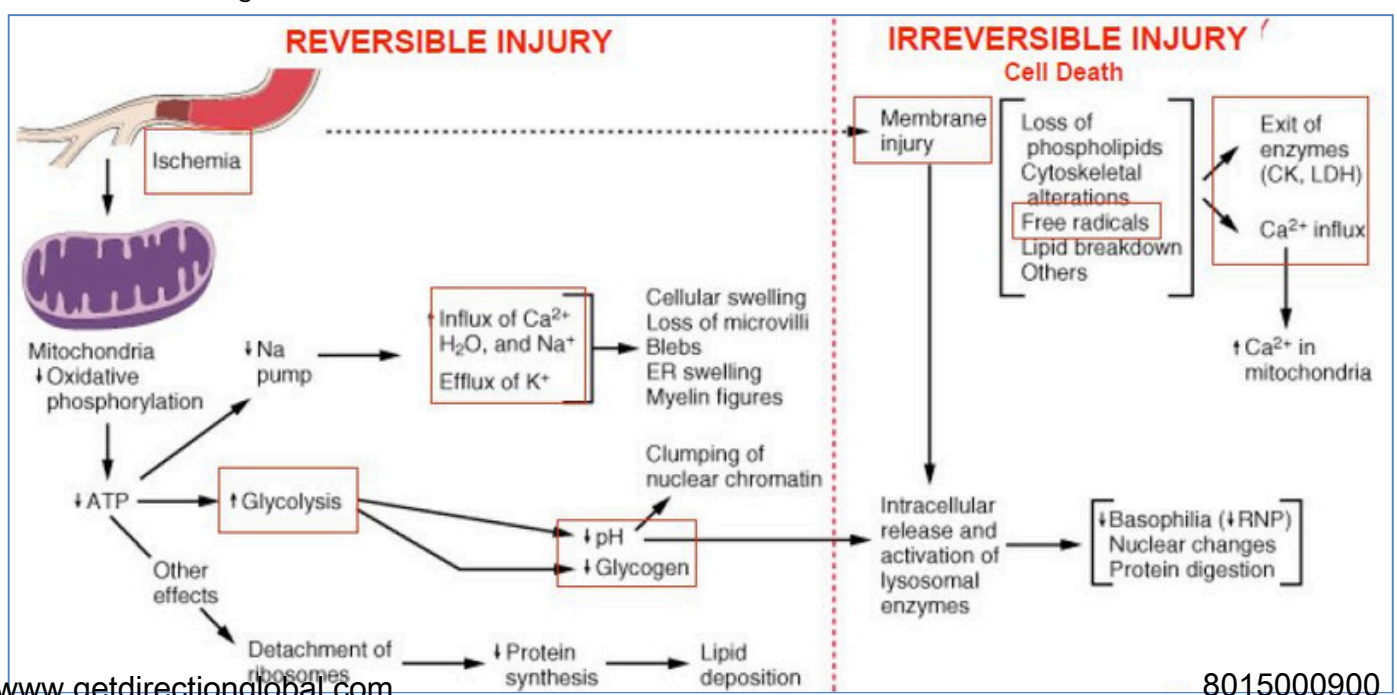 REVERSIBLE INJURY
IRREVERSIBLE INJURY
Cell Death
Ischemia
Membrane
injury
Loss of
phospholipids
Cytoskeletal
alterations
Free radicals
Lipid breakdown
Others
Exit of
enzymes
(CK, LDH)
Ca²⁺ influx
↑ Ca²⁺ in
mitochondria
Mitochondria
↓ Oxidative
phosphorylation
↓ Na
pump
↑ Influx of Ca²⁺
H₂O, and Na⁺
Efflux of K⁺
Cellular swelling
Loss of microvilli
Blebs
ER swelling
Myelin figures
↓ ATP
↑ Glycolysis
Clumping of
nuclear chromatin
↓ pH
↓ Glycogen
Intracellular
release and
activation of
lysosomal
enzymes
↓ Basophilia (↓ RNP)
Nuclear changes
Protein digestion
Other
effects
Detachment of
ribosomes
↓ Protein
synthesis
Lipid
deposition
www.getdirectionglobal.com
8015000900